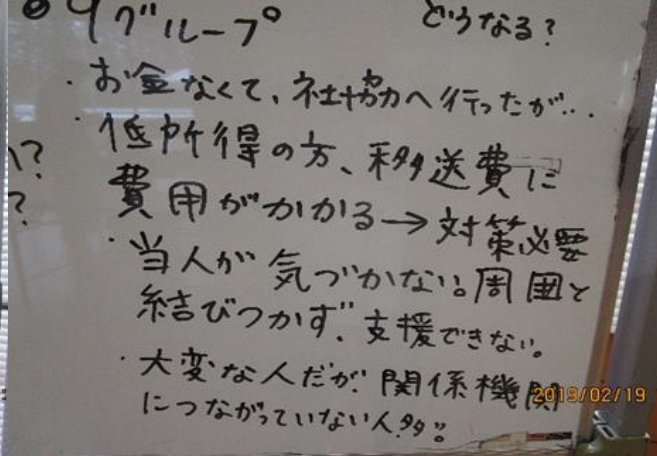 ●4グループ
どうなる?
・お金なくて、社協へ行ったが...
・低所得の方、移送費に
費用がかかる→対策必要
・当人が気づかない。周囲と
結びつかず、支援できない。
・大変な人だが、関係機関
につながっていない人多い。
!?
?
2019/02/19